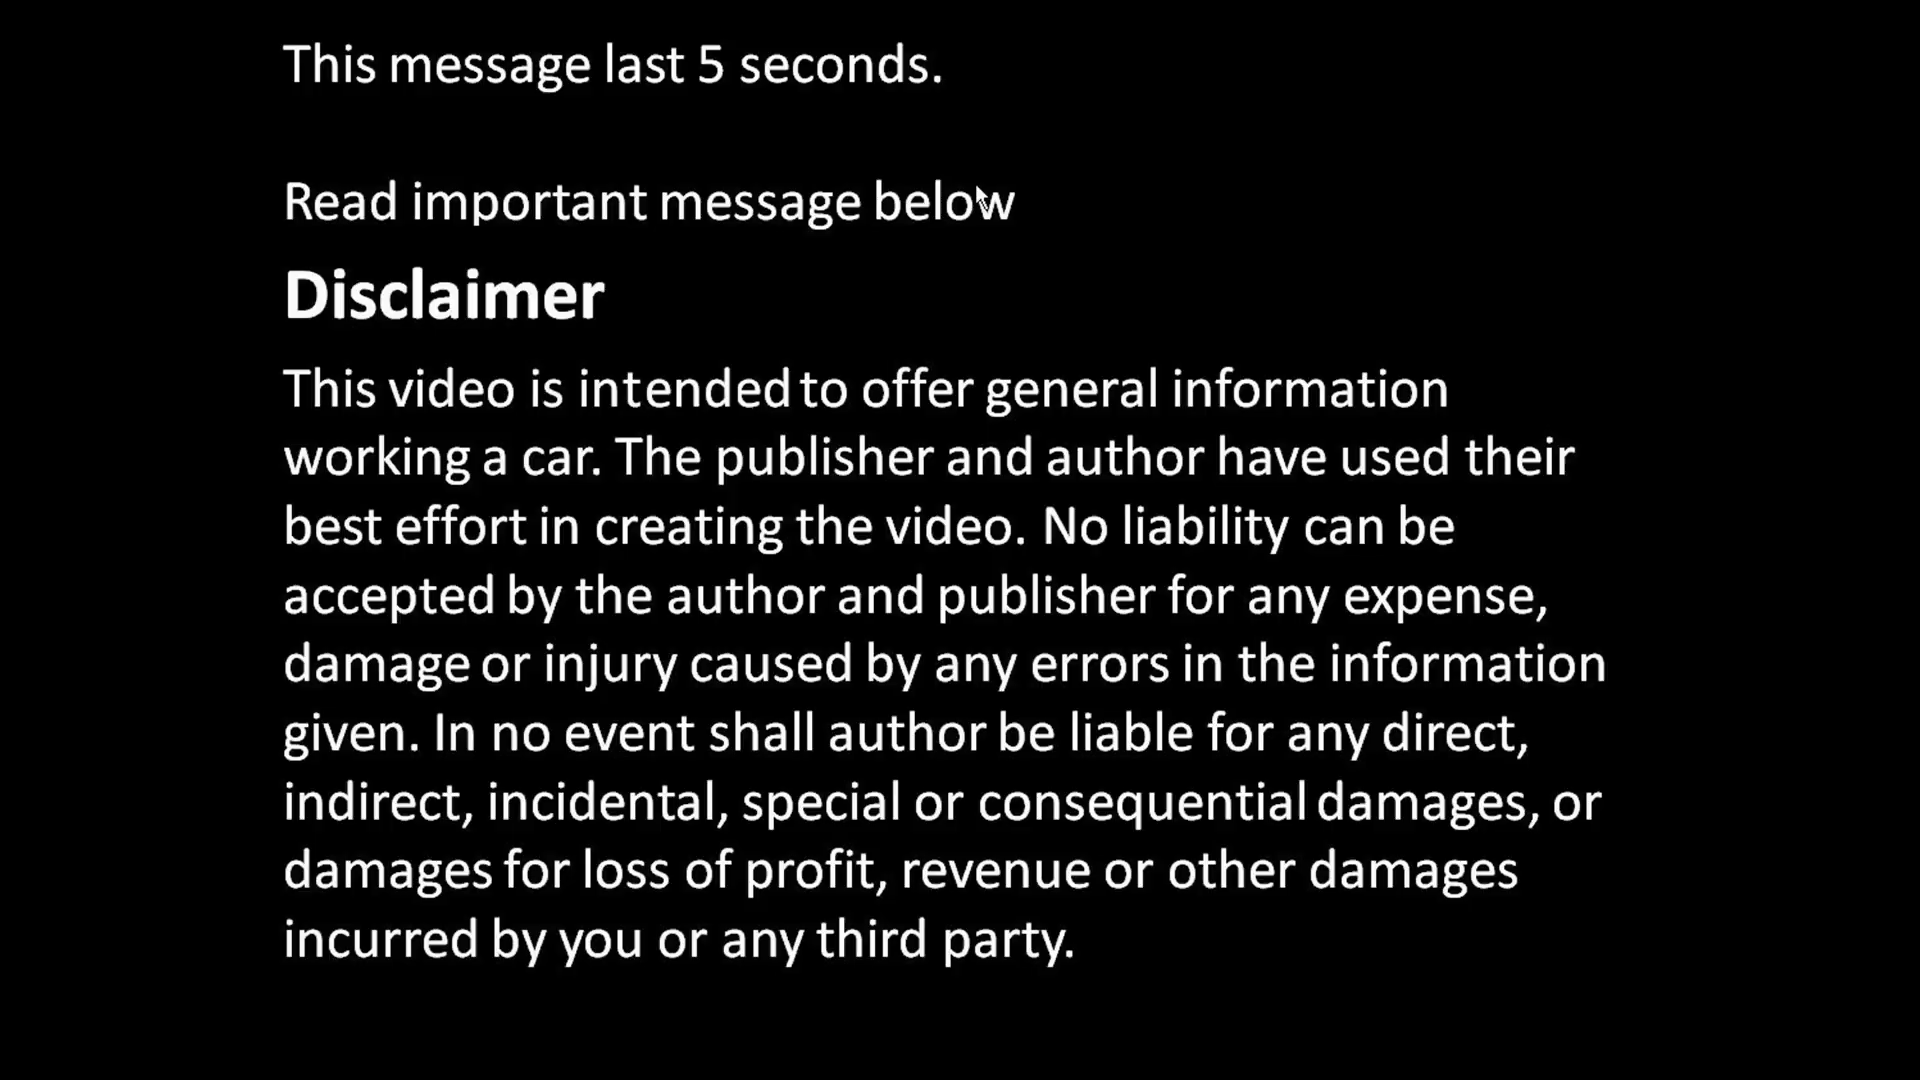 This message last 5 seconds.
Read important message below
Disclaimer
This video is intended to offer general information
working a car. The publisher and author have used their
best effort in creating the video. No liability can be
accepted by the author and publisher for any expense,
damage or injury caused by any errors in the information
given. In no event shall author be liable for any direct,
indirect, incidental, special or consequential damages, or
damages for loss of profit, revenue or other damages
incurred by you or any third party.